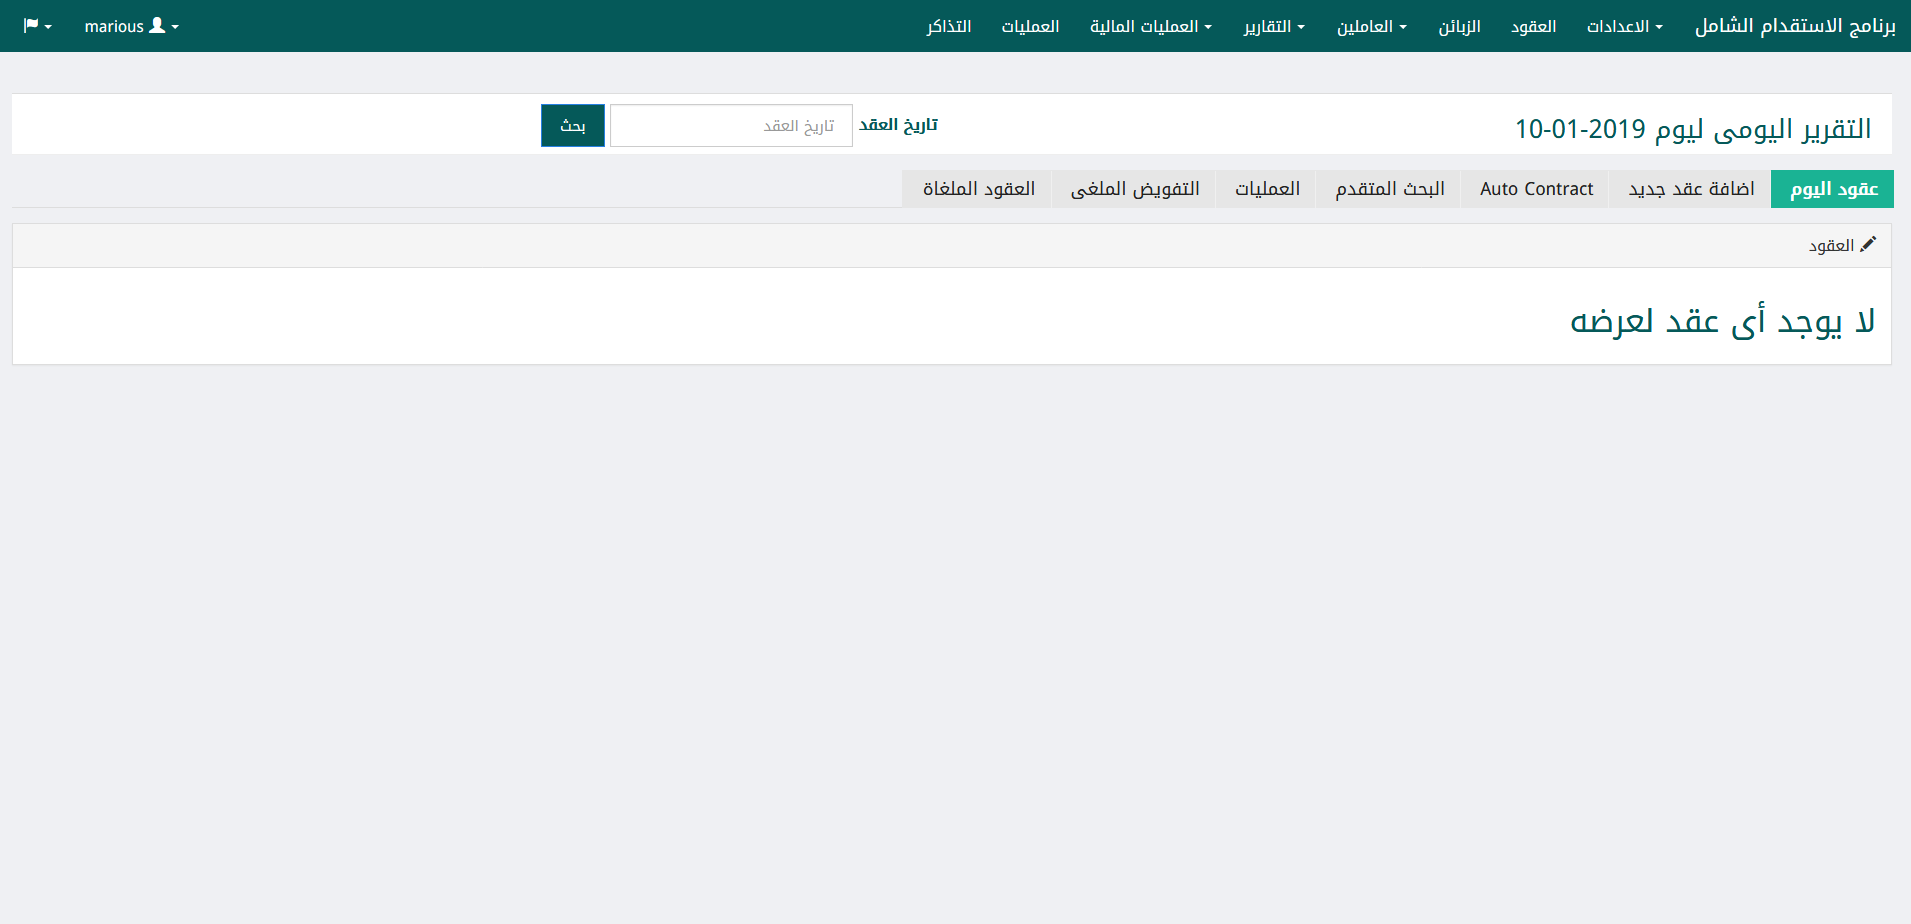 برنامج الاستقدام الشامل الاعدادات العقود الزبائن العاملين التقارير العمليات المالية العمليات التذاكر marious
التقرير اليومى ليوم 2019-01-10 تاريخ العقد تاريخ العقد بحث
عقود اليوم اضافة عقد جديد Auto Contract البحث المتقدم العمليات التفويض الملغى العقود الملغاة
العقود
لا يوجد أى عقد لعرضه